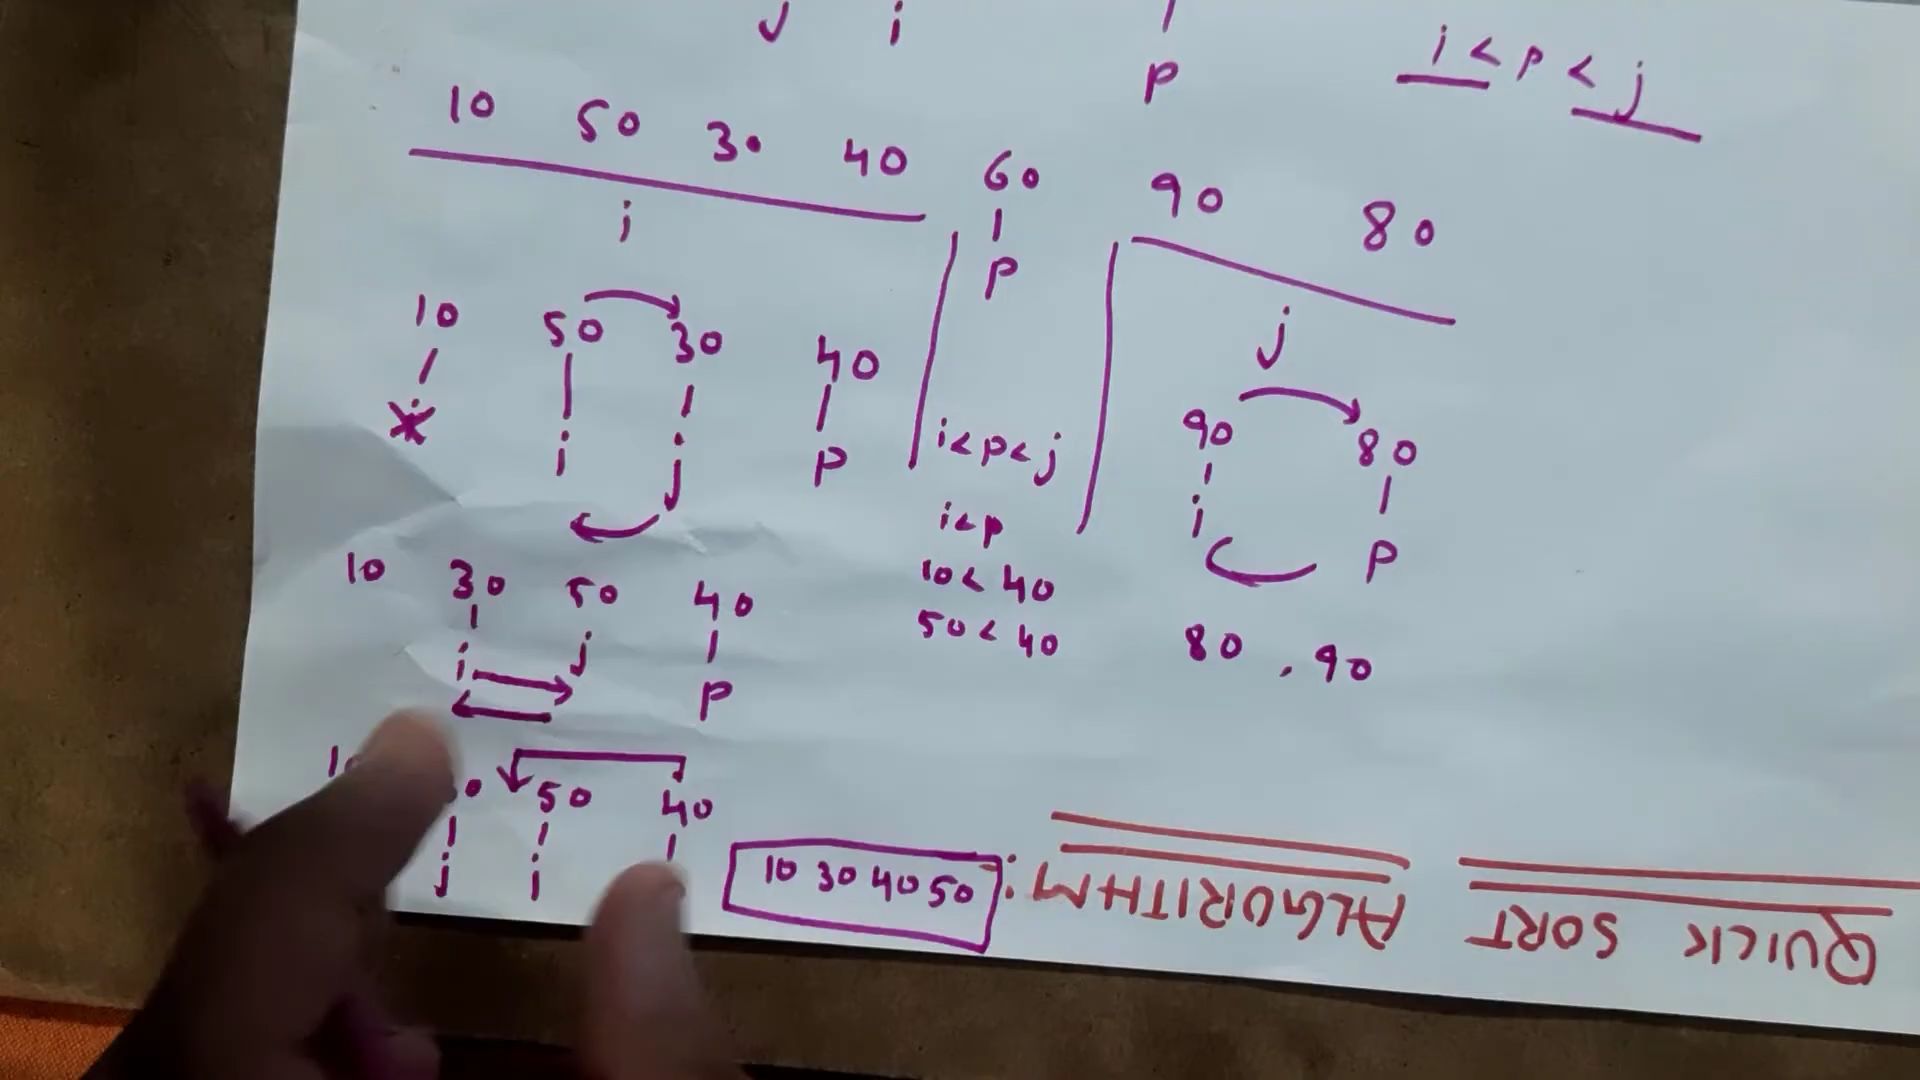 j i
P
i < P < j
10 50 30 40 60 90 80
i P j
10 50 30 40
i j P
i<P<j
90 80
i P
i<P
10 30 50 40
i j P
10 < 40
50 < 40
80 , 90
50 40
j i
10 30 40 50
QUICK SORT ALGORITHM: